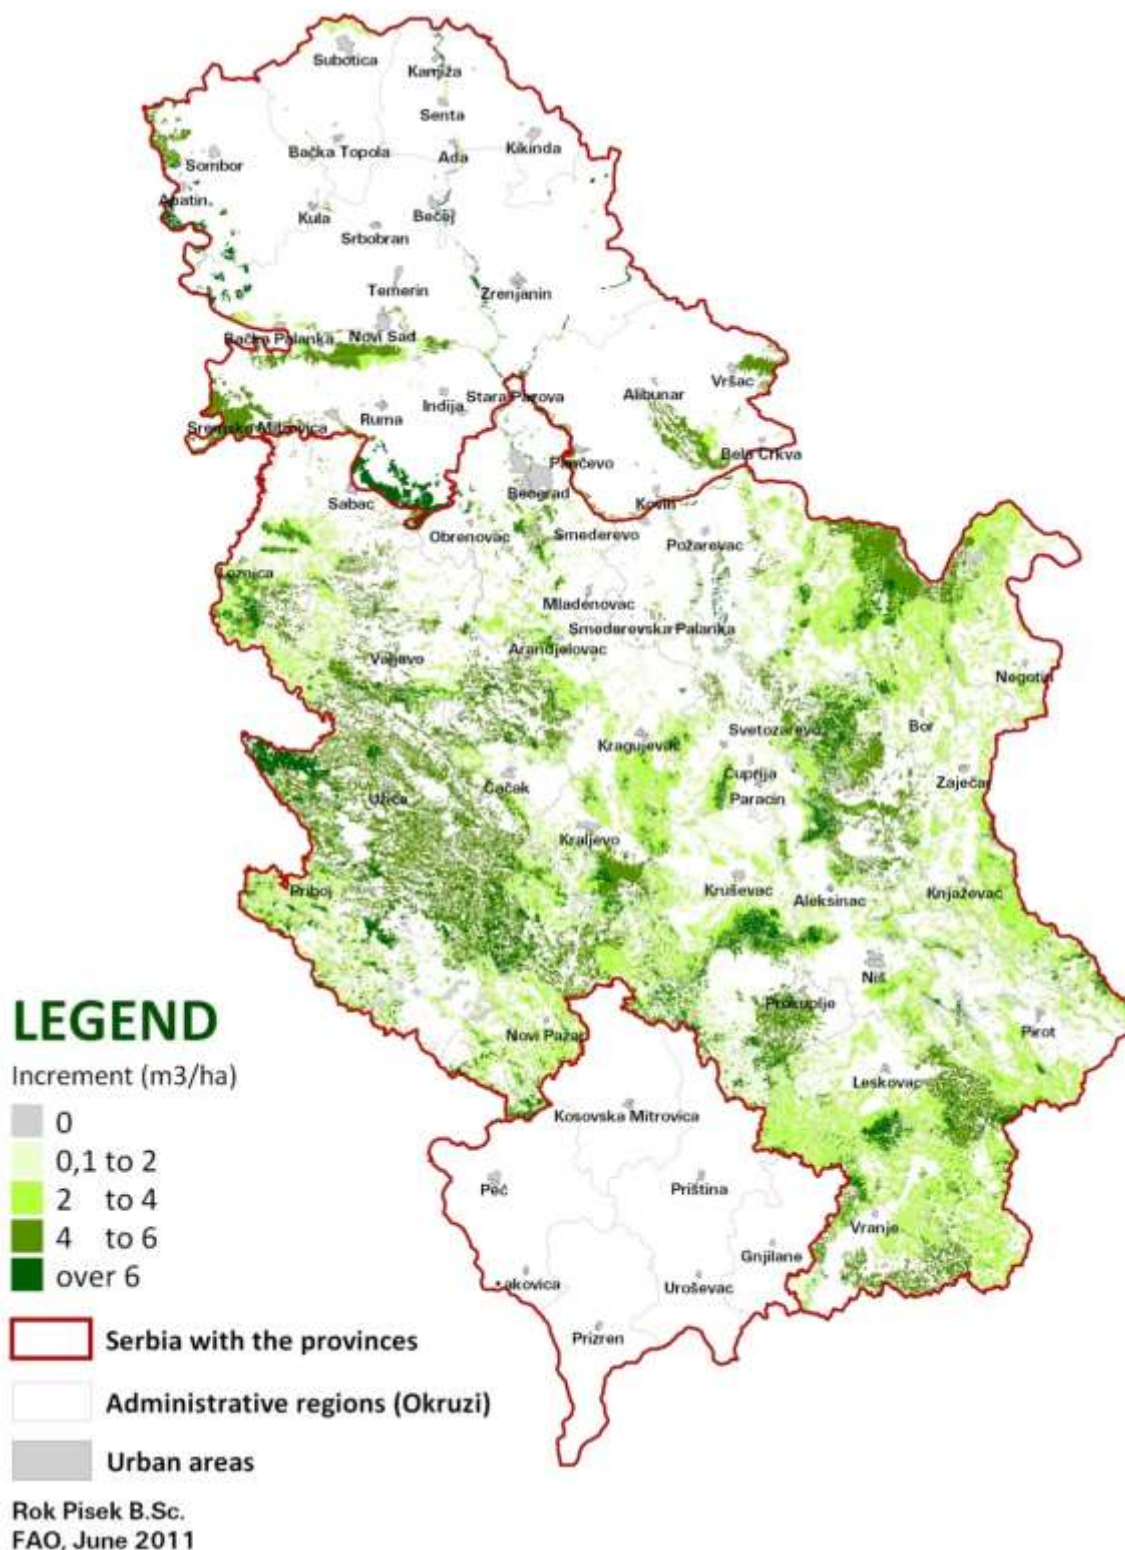 Subotica
Kanjiža
Senta
Sombor
Bačka Topola
Ada
Kikinda
Apatin
Kula
Bečej
Srbobran
Temerin
Zrenjanin
Bačka Palanka
Novi Sad
Vršac
Alibunar
Stara Pazova
Inđija
Ruma
Sremska Mitrovica
Bela Crkva
Pančevo
Beograd
Kovin
Šabac
Obrenovac
Smederevo
Požarevac
Loznica
Mladenovac
Smederevska Palanka
Arandjelovac
Valjevo
Negotin
Svetozarevo
Bor
Kragujevac
Ćuprija
Zaječar
Čačak
Užice
Paracin
Kraljevo
Priboj
Kruševac
Aleksinac
Knjaževac
Niš
Prokuplje
LEGEND
Novi Pazar
Pirot
Increment (m3/ha)
Leskovac
0
Kosovska Mitrovica
0,1 to 2
Peć
Priština
2 to 4
Vranje
4 to 6
Gnjilane
over 6
akovica
Uroševac
Serbia with the provinces
Prizren
Administrative regions (Okruzi)
Urban areas
Rok Pisek B.Sc.
FAO, June 2011